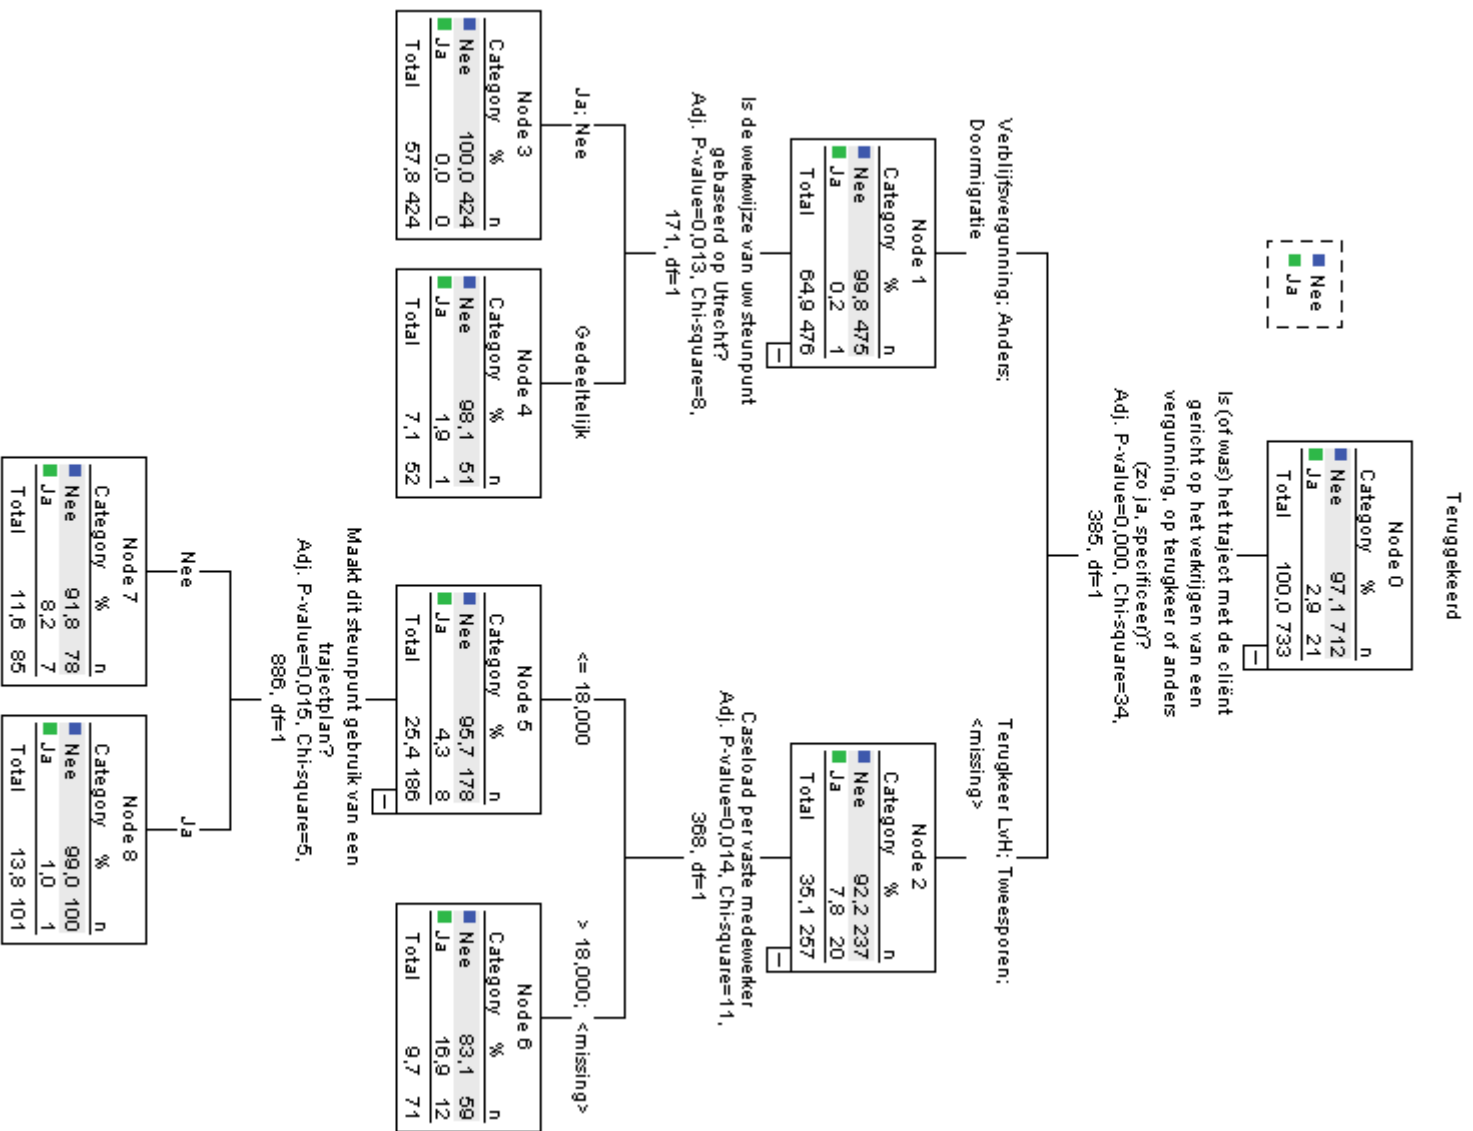 Teruggekeerd
Nee
Ja
Node 0
Category % n
Nee 97,1 712
Ja 2,9 21
Total 100,0 733
Is (of was) het traject met de cliënt
gericht op het verkrijgen van een
vergunning, op terugkeer of anders
(zo ja, specificeer)?
Adj. P-value=0,000, Chi-square=34,
385, df=1
Verblijfsvergunning; Anders;
Doormigratie
Terugkeer LvH; Tweesporen;
<missing>
Node 1
Category % n
Nee 99,8 475
Ja 0,2 1
Total 64,9 476
Node 2
Category % n
Nee 92,2 237
Ja 7,8 20
Total 35,1 257
Is de werkwijze van uw steunpunt
gebaseerd op Utrecht?
Adj. P-value=0,013, Chi-square=8,
171, df=1
Caseload per vaste medewerker
Adj. P-value=0,014, Chi-square=11,
368, df=1
Ja; Nee
Gedeeltelijk
<= 18,000
> 18,000; <missing>
Node 3
Category % n
Nee 100,0 424
Ja 0,0 0
Total 57,8 424
Node 4
Category % n
Nee 98,1 51
Ja 1,9 1
Total 7,1 52
Node 5
Category % n
Nee 95,7 178
Ja 4,3 8
Total 25,4 186
Node 6
Category % n
Nee 83,1 59
Ja 16,9 12
Total 9,7 71
Maakt dit steunpunt gebruik van een
trajectplan?
Adj. P-value=0,015, Chi-square=5,
886, df=1
Nee
Ja
Node 7
Category % n
Nee 91,8 78
Ja 8,2 7
Total 11,6 85
Node 8
Category % n
Nee 99,0 100
Ja 1,0 1
Total 13,8 101